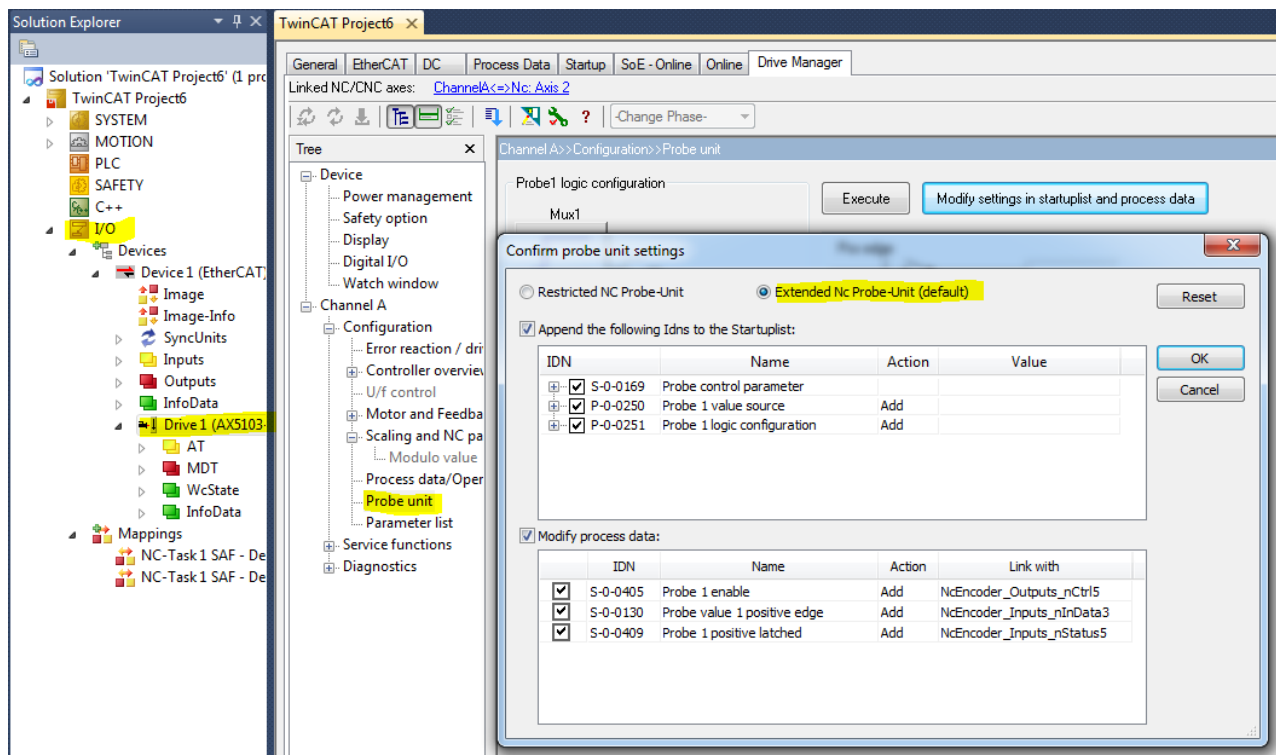 Solution Explorer
Solution 'TwinCAT Project6' (1 pro
TwinCAT Project6
SYSTEM
MOTION
PLC
SAFETY
C++
I/O
Devices
Device 1 (EtherCAT)
Image
Image-Info
SyncUnits
Inputs
Outputs
InfoData
Drive 1 (AX5103-
AT
MDT
WcState
InfoData
Mappings
NC-Task 1 SAF - De
NC-Task 1 SAF - De
TwinCAT Project6
General EtherCAT DC Process Data Startup SoE - Online Online Drive Manager
Linked NC/CNC axes: ChannelA<=>Nc: Axis 2
-Change Phase-
Tree
Device
Power management
Safety option
Display
Digital I/O
Watch window
Channel A
Configuration
Error reaction / dri
Controller overview
U/f control
Motor and Feedba
Scaling and NC pa
Modulo value
Process data/Oper
Probe unit
Parameter list
Service functions
Diagnostics
Channel A>>Configuration>>Probe unit
Probe1 logic configuration
Mux1
Execute
Modify settings in startuplist and process data
Confirm probe unit settings
Restricted NC Probe-Unit Extended Nc Probe-Unit (default)
Reset
Append the following Idns to the Startuplist:
OK
Cancel
IDN Name Action Value
S-0-0169 Probe control parameter
P-0-0250 Probe 1 value source Add
P-0-0251 Probe 1 logic configuration Add
Modify process data:
IDN Name Action Link with
S-0-0405 Probe 1 enable Add NcEncoder_Outputs_nCtrl5
S-0-0130 Probe value 1 positive edge Add NcEncoder_Inputs_nInData3
S-0-0409 Probe 1 positive latched Add NcEncoder_Inputs_nStatus5